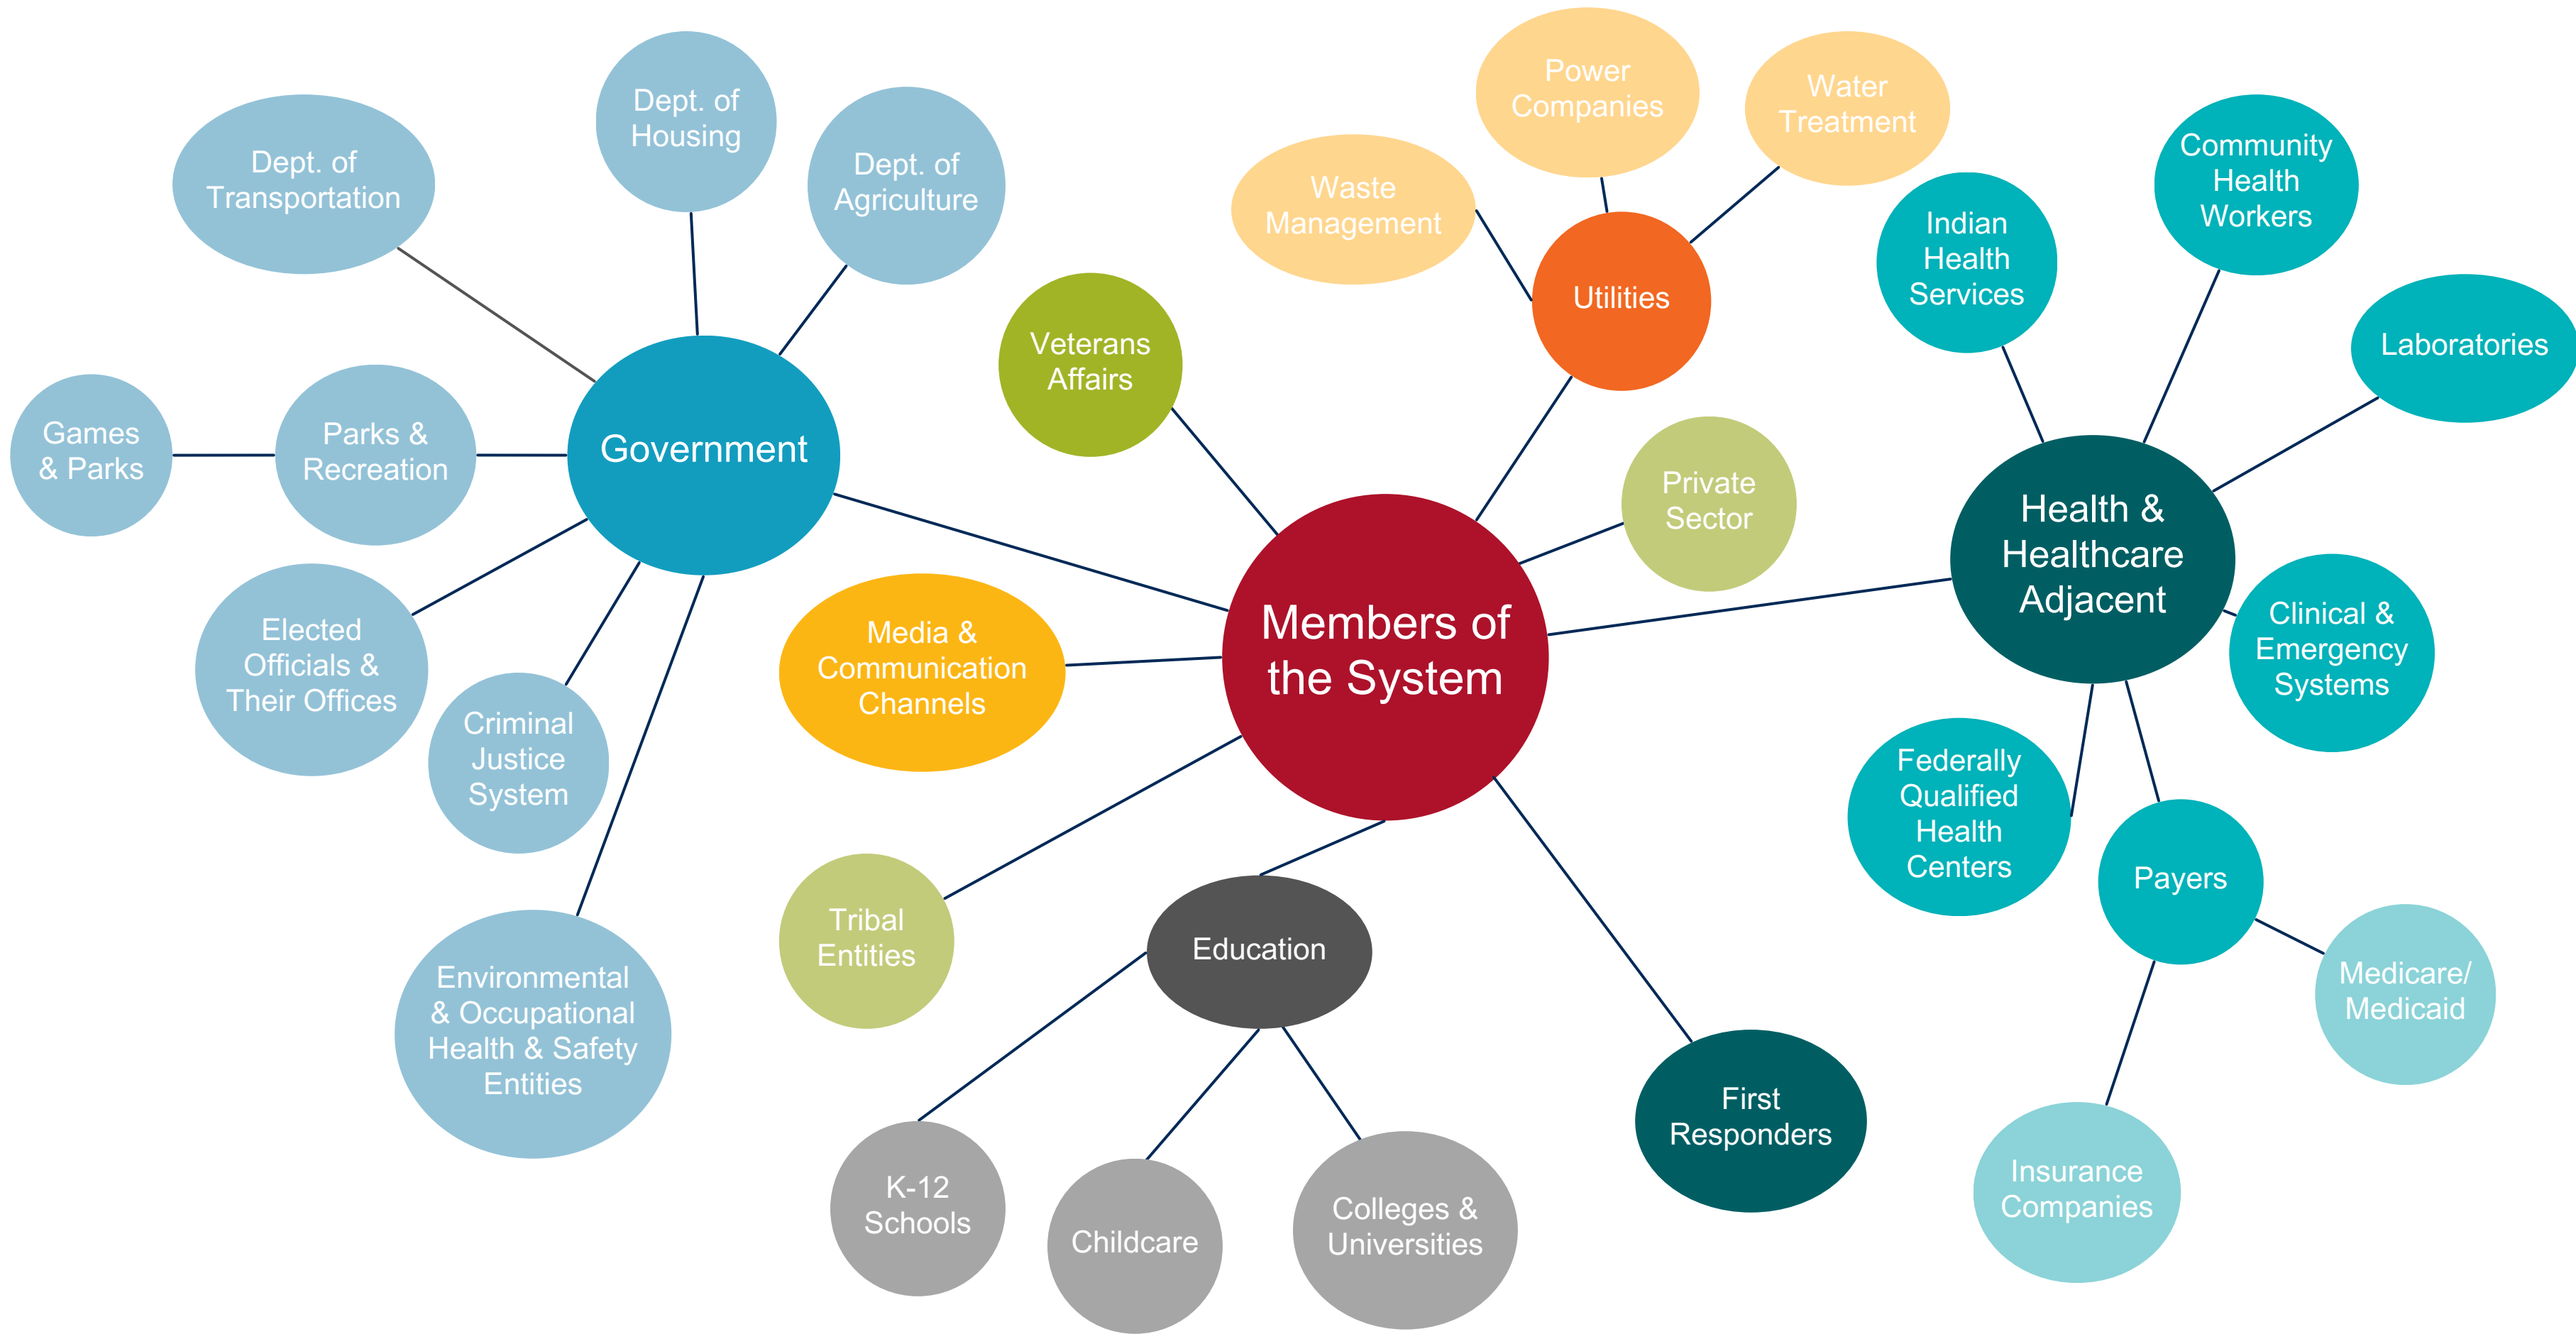 Power
Companies
Water
Treatment
Dept. of
Housing
Community
Health
Workers
Dept. of
Transportation
Dept. of
Agriculture
Waste
Management
Indian
Health
Services
Utilities
Veterans
Affairs
Laboratories
Games
& Parks
Parks &
Recreation
Government
Private
Sector
Health &
Healthcare
Adjacent
Elected
Officials &
Their Offices
Media &
Communication
Channels
Members of
the System
Clinical &
Emergency
Systems
Criminal
Justice
System
Federally
Qualified
Health
Centers
Payers
Tribal
Entities
Education
Medicare/
Medicaid
Environmental
& Occupational
Health & Safety
Entities
First
Responders
K-12
Schools
Childcare
Colleges &
Universities
Insurance
Companies